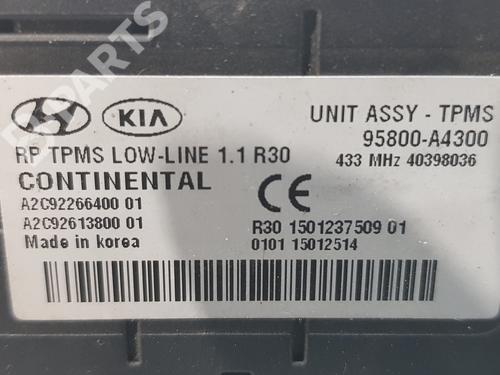 B-PARTS
KIA
UNIT ASSY - TPMS
95800-A4300
RP TPMS LOW-LINE 1.1 R30
433 MHz 40398036
CONTINENTAL
CE
A2C92266400 01
A2C92613800 01
R30 1501237509 01
Made in korea
0101 15012514